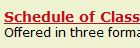 Schedule of Class
Offered in three forma